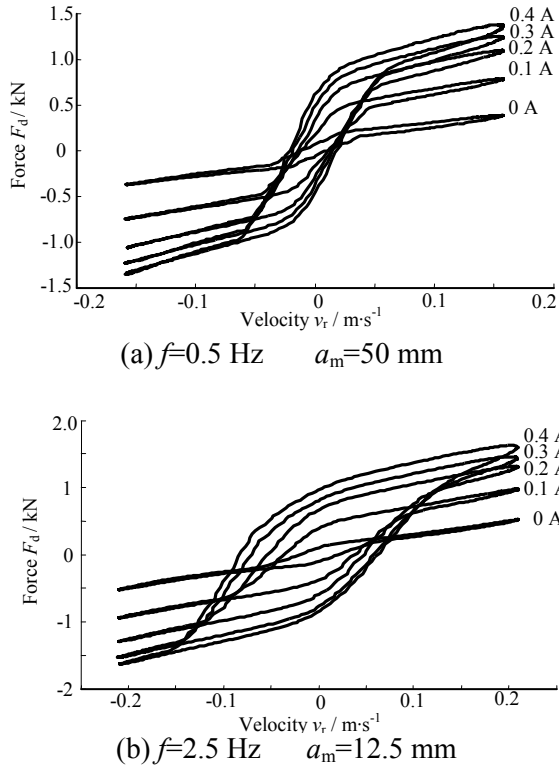 1.5
0.4 A
0.3 A
0.2 A
1.0
0.1 A
0.5
0 A
Force F_d / kN
0
-0.5
-1.0
-1.5
-0.2 -0.1 0 0.1 0.2
Velocity v_r / m·s⁻¹
(a) f=0.5 Hz a_m=50 mm
2.0
0.4 A
0.3 A
0.2 A
1
0.1 A
0 A
Force F_d / kN
0
-1
-2
-0.2 -0.1 0 0.1 0.2
Velocity v_r / m·s⁻¹
(b) f=2.5 Hz a_m=12.5 mm